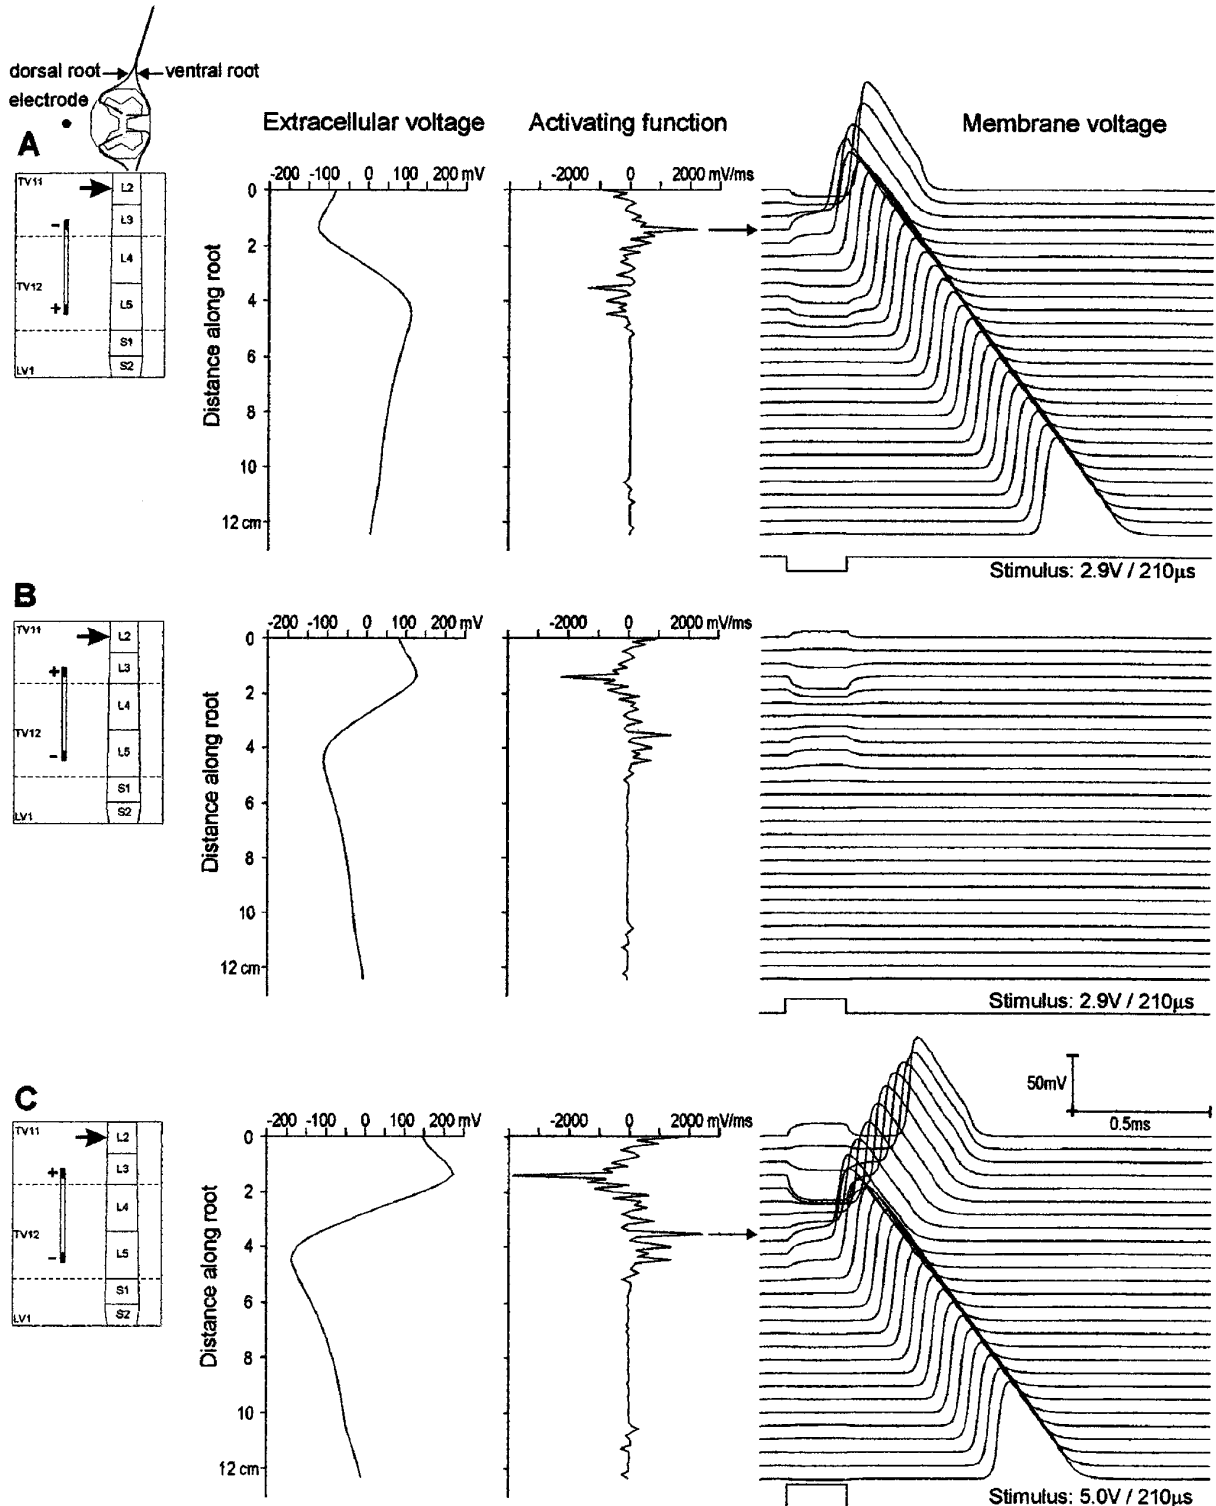 dorsal root
ventral root
electrode
A
Extracellular voltage
Activating function
Membrane voltage
TV11
L2
L3
-
TV12
L4
L5
+
S1
LV1
S2
-200 -100 0 100 200 mV
-2000 0 2000 mV/ms
Distance along root
0
2
4
6
8
10
12 cm
Stimulus: 2.9V / 210µs
B
TV11
L2
+
L3
L4
TV12
L5
-
S1
LV1
S2
-200 -100 0 100 200 mV
-2000 0 2000 mV/ms
Distance along root
0
2
4
6
8
10
12 cm
Stimulus: 2.9V / 210µs
C
TV11
L2
+
L3
L4
TV12
L5
-
S1
LV1
S2
-200 -100 0 100 200 mV
-2000 0 2000 mV/ms
Distance along root
0
2
4
6
8
10
12 cm
50mV
0.5ms
Stimulus: 5.0V / 210µs